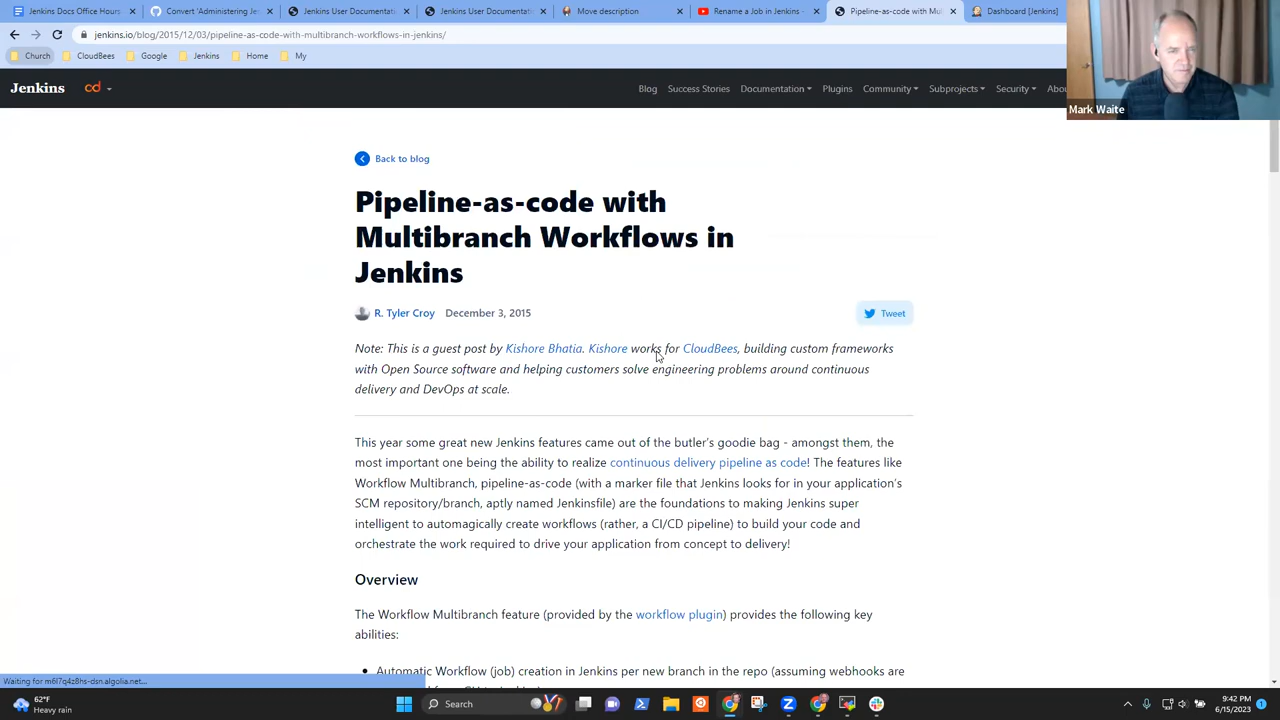 Jenkins Docs Office Hours
Convert 'Administering Je
Jenkins User Documentati
Jenkins User Documentati
Move description
Rename a Job in Jenkins -
Pipeline-as-code with Mul
Dashboard [Jenkins]
jenkins.io/blog/2015/12/03/pipeline-as-code-with-multibranch-workflows-in-jenkins/
Church
CloudBees
Google
Jenkins
Home
My
Mark Waite
Jenkins
cd
Blog
Success Stories
Documentation
Plugins
Community
Subprojects
Security
Abou
Back to blog
Pipeline-as-code with
Multibranch Workflows in
Jenkins
R. Tyler Croy December 3, 2015
Tweet
Note: This is a guest post by Kishore Bhatia. Kishore works for CloudBees, building custom frameworks
with Open Source software and helping customers solve engineering problems around continuous
delivery and DevOps at scale.
This year some great new Jenkins features came out of the butler's goodie bag - amongst them, the
most important one being the ability to realize continuous delivery pipeline as code! The features like
Workflow Multibranch, pipeline-as-code (with a marker file that Jenkins looks for in your application's
SCM repository/branch, aptly named Jenkinsfile) are the foundations to making Jenkins super
intelligent to automagically create workflows (rather, a CI/CD pipeline) to build your code and
orchestrate the work required to drive your application from concept to delivery!
Overview
The Workflow Multibranch feature (provided by the workflow plugin) provides the following key
abilities:
• Automatic Workflow (job) creation in Jenkins per new branch in the repo (assuming webhooks are
Waiting for m6l7q4z8hs-dsn.algolia.net...
62°F
Heavy rain
Search
9:42 PM
6/15/2023